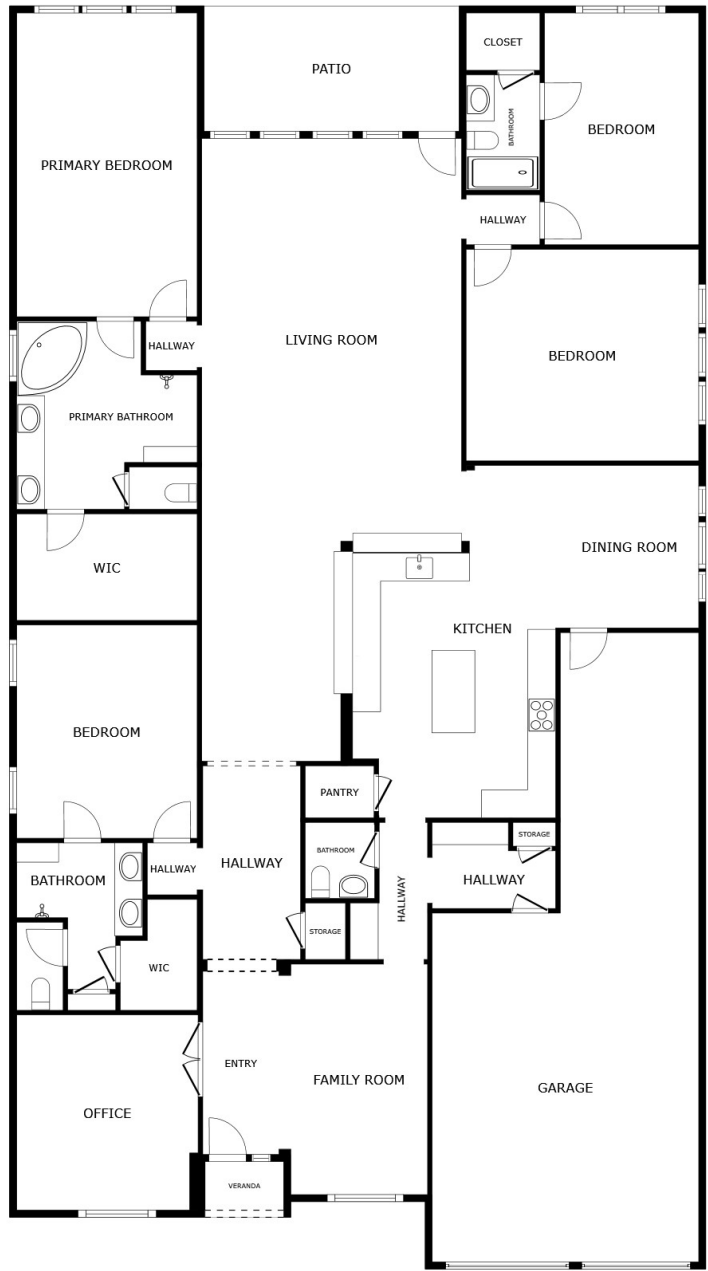 CLOSET
PATIO
BATHROOM
BEDROOM
PRIMARY BEDROOM
HALLWAY
LIVING ROOM
HALLWAY
BEDROOM
PRIMARY BATHROOM
DINING ROOM
WIC
KITCHEN
BEDROOM
PANTRY
STORAGE
BATHROOM
HALLWAY
HALLWAY
BATHROOM
HALLWAY
HALLWAY
STORAGE
WIC
ENTRY
FAMILY ROOM
GARAGE
OFFICE
VERANDA